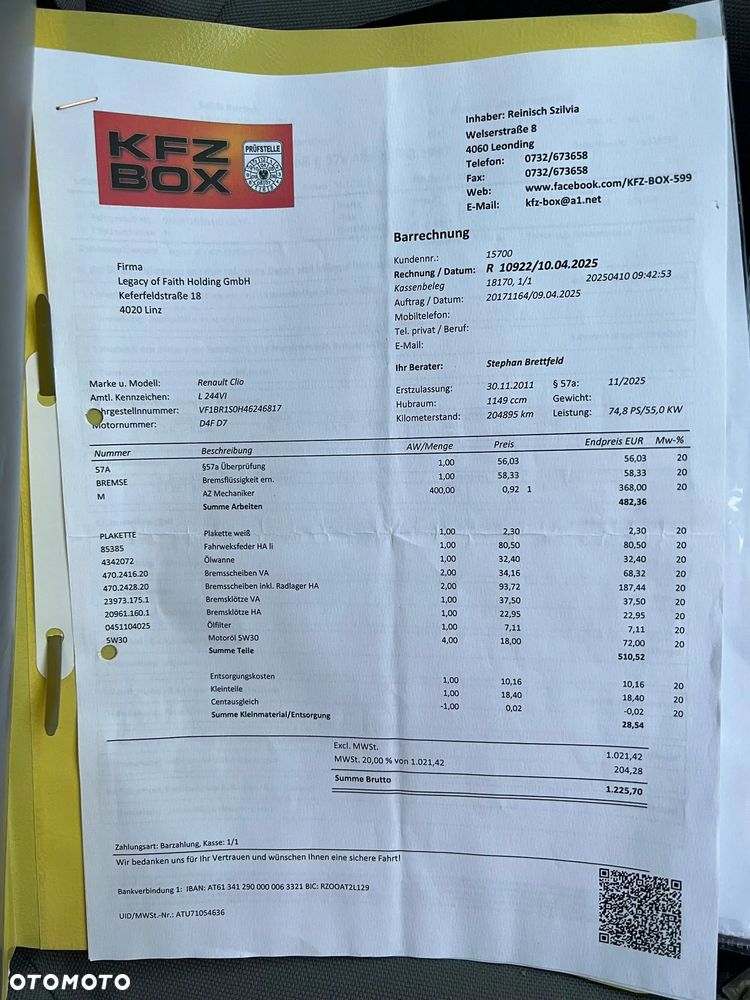 KFZ BOX
PRÜFSTELLE
Inhaber: Reinisch Szilvia
Welserstraße 8
4060 Leonding
Telefon: 0732/673658
Fax: 0732/673658
Web: www.facebook.com/KFZ-BOX-599
E-Mail: kfz-box@a1.net
Barrechnung
Firma
Legacy of Faith Holding GmbH
Keferfeldstraße 18
4020 Linz
Kundennr.: 15700
Rechnung / Datum: R 10922/10.04.2025
Kassenbeleg 18170, 1/1 20250410 09:42:53
Auftrag / Datum: 20171164/09.04.2025
Mobiltelefon:
Tel. privat / Beruf:
E-Mail:
Ihr Berater: Stephan Brettfeld
Marke u. Modell: Renault Clio
Amtl. Kennzeichen: L 244VI
hrgestellnummer: VF1BR1S0H46246817
Motornummer: D4F D7
Erstzulassung: 30.11.2011 § 57a: 11/2025
Hubraum: 1149 ccm Gewicht:
Kilometerstand: 204895 km Leistung: 74,8 PS/55,0 KW
Nummer Beschreibung AW/Menge Preis Endpreis EUR Mw-%
57A §57a Überprüfung 1,00 56,03 56,03 20
BREMSE Bremsflüssigkeit ern. 1,00 58,33 58,33 20
M AZ Mechaniker 400,00 0,92 1 368,00 20
Summe Arbeiten 482,36
PLAKETTE Plakette weiß 1,00 2,30 2,30 20
85385 Fahrweksfeder HA li 1,00 80,50 80,50 20
4342072 Ölwanne 1,00 32,40 32,40 20
470.2416.20 Bremsscheiben VA 2,00 34,16 68,32 20
470.2428.20 Bremsscheiben inkl. Radlager HA 2,00 93,72 187,44 20
23973.175.1 Bremsklötze VA 1,00 37,50 37,50 20
20961.160.1 Bremsklötze HA 1,00 22,95 22,95 20
0451104025 Ölfilter 1,00 7,11 7,11 20
5W30 Motoröl 5W30 4,00 18,00 72,00 20
Summe Teile 510,52
Entsorgungskosten 1,00 10,16 10,16 20
Kleinteile 1,00 18,40 18,40 20
Centausgleich -1,00 0,02 -0,02 20
Summe Kleinmaterial/Entsorgung 28,54
Excl. MWSt. 1.021,42
MWSt. 20,00 % von 1.021,42 204,28
Summe Brutto 1.225,70
Zahlungsart: Barzahlung, Kasse: 1/1
Wir bedanken uns für Ihr Vertrauen und wünschen Ihnen eine sichere Fahrt!
Bankverbindung 1: IBAN: AT61 341 290 000 006 3321 BIC: RZOOAT2L129
UID/MWSt.-Nr.: ATU71054636
OTOMOTO